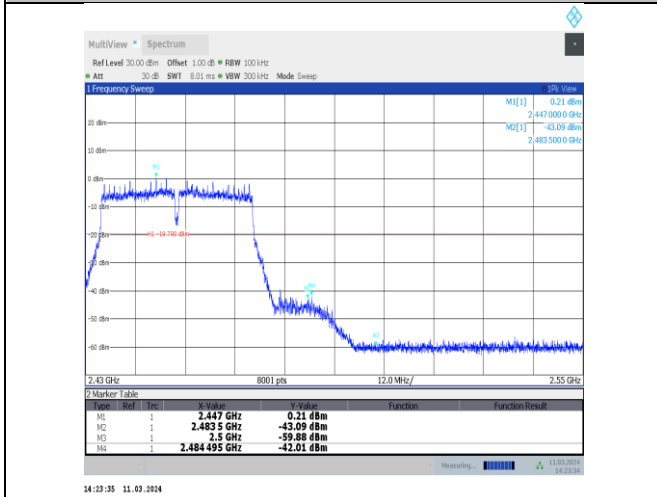 MultiView Spectrum
Ref Level 30.00 dBm Offset 1.00 dB RBW 100 kHz
Att 30 dB SWT 8.01 ms VBW 300 kHz Mode Sweep
1 Frequency Sweep 1Pk View
M1[1] 0.21 dBm
2.447 000 0 GHz
M2[1] -43.09 dBm
2.483 500 0 GHz
20 dBm
10 dBm
M1
0 dBm
-10 dBm
-20 dBm H1 -19.790 dBm
-30 dBm
-40 dBm
-50 dBm
-60 dBm
2.43 GHz 8001 pts 12.0 MHz/ 2.55 GHz
2 Marker Table
Type Ref Trc X-Value Y-Value Function Function Result
M1 1 2.447 GHz 0.21 dBm
M2 1 2.483 5 GHz -43.09 dBm
M3 1 2.5 GHz -59.88 dBm
M4 1 2.484 495 GHz -42.01 dBm
Measuring... 11.03.2024
14:23:34
14:23:35 11.03.2024